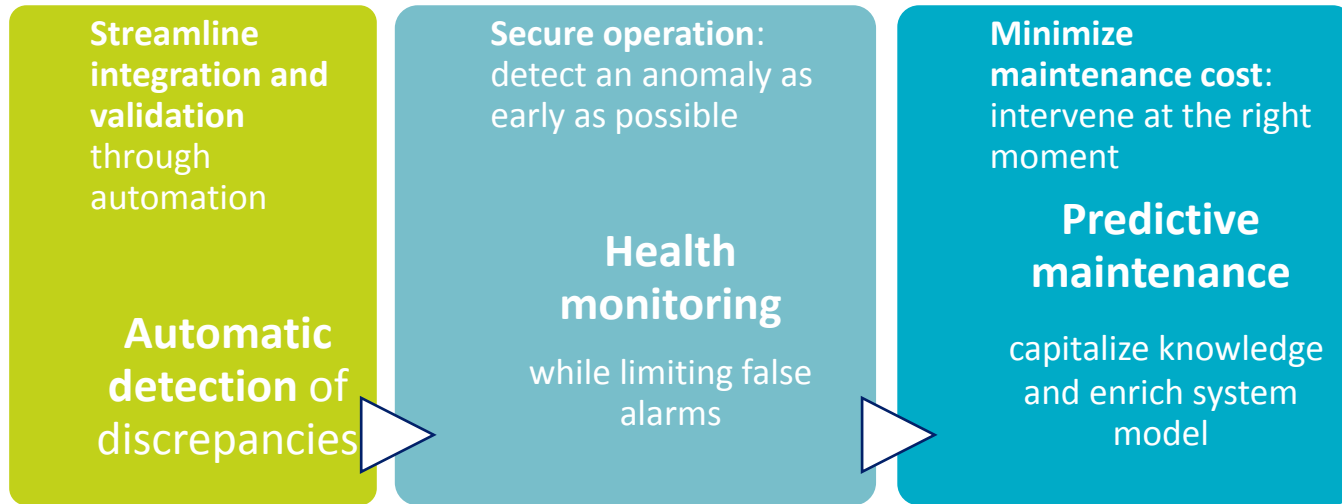 Streamline
integration and
validation
through
automation
Automatic
detection of
discrepancies
Secure operation:
detect an anomaly as
early as possible
Health
monitoring
while limiting false
alarms
Minimize
maintenance cost:
intervene at the right
moment
Predictive
maintenance
capitalize knowledge
and enrich system
model